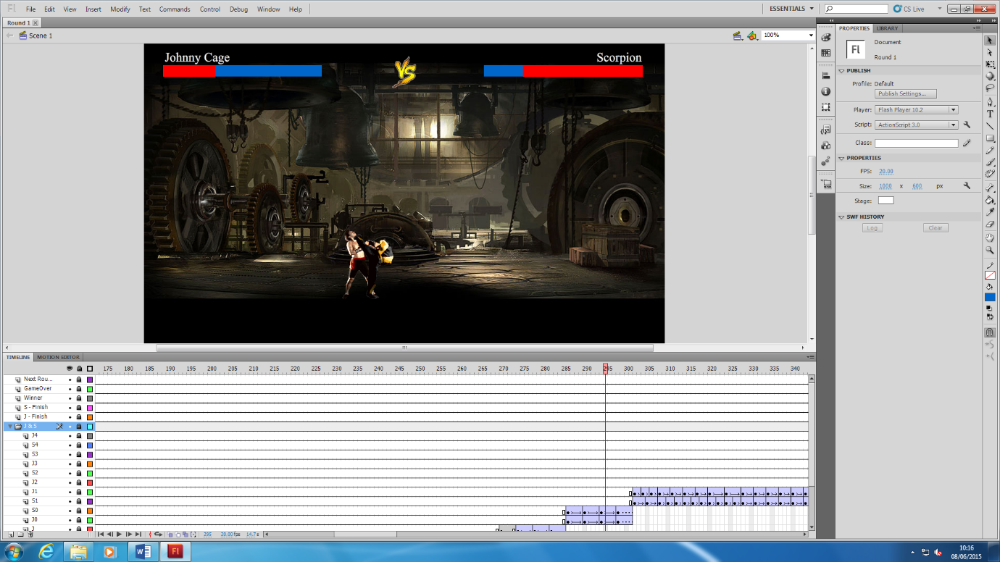 Fl File Edit View Insert Modify Text Commands Control Debug Window Help ESSENTIALS CS Live
Round 1
Scene 1 100%
PROPERTIES LIBRARY
Fl Document
Round 1
PUBLISH
Profile: Default
Publish Settings...
Player: Flash Player 10.2
Script: ActionScript 3.0
Class:
PROPERTIES
FPS: 20.00
Size: 1000 x 600 px
Stage:
SWF HISTORY
Log Clear
Johnny Cage VS Scorpion
TIMELINE MOTION EDITOR
175 180 185 190 195 200 205 210 215 220 225 230 235 240 245 250 255 260 265 270 275 280 285 290 295 300 305 310 315 320 325 330 335 340
Next Rou...
GameOver
Winner
S - Finish
J - Finish
J & S
J4
S4
S3
J3
S2
J2
J1
S1
S0
J0
J
295 20.00fps 14.7s
10:16
08/06/2015